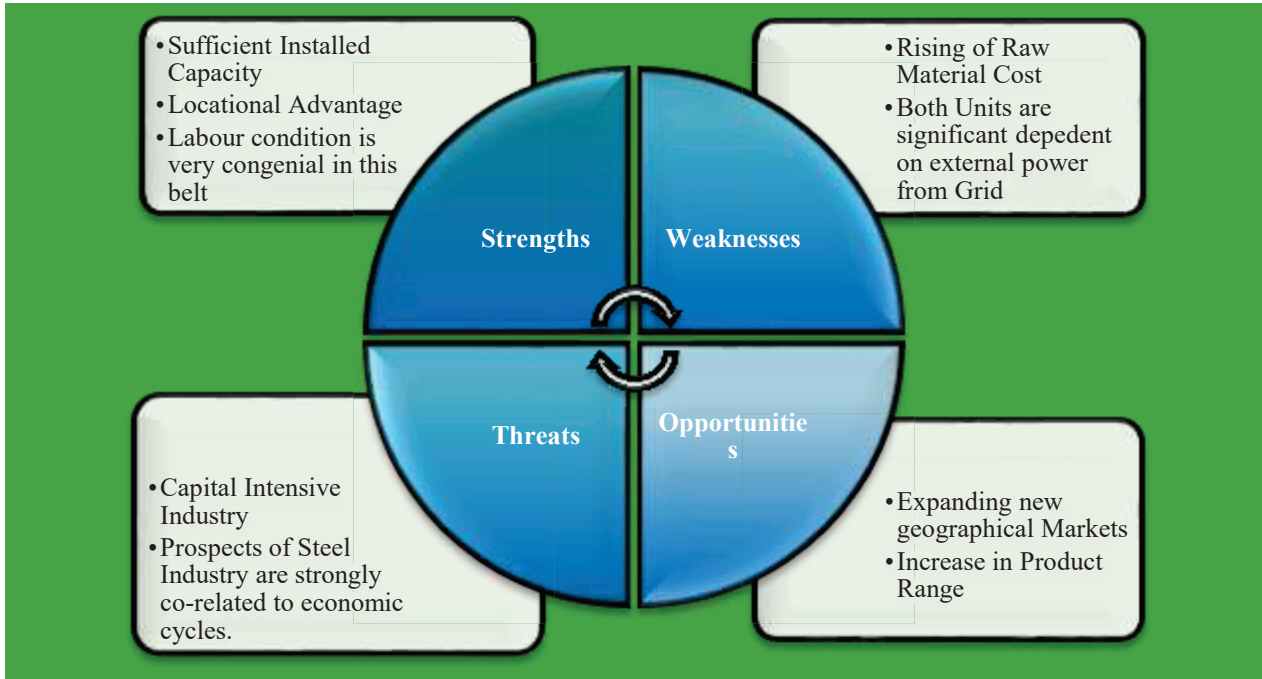 • Sufficient Installed
Capacity
• Locational Advantage
• Labour condition is
very congenial in this
belt
• Rising of Raw
Material Cost
• Both Units are
significant depedent
on external power
from Grid
Strengths
Weaknesses
Threats
Opportunitie
s
• Capital Intensive
Industry
• Prospects of Steel
Industry are strongly
co-related to economic
cycles.
• Expanding new
geographical Markets
• Increase in Product
Range